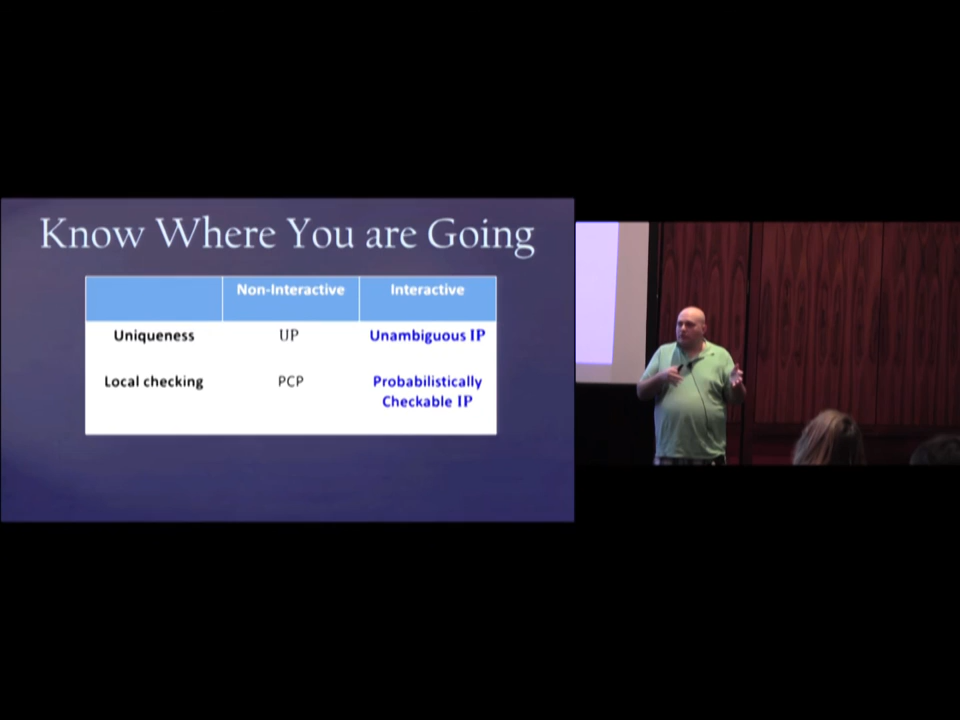 Know Where You are Going
Non-Interactive Interactive
Uniqueness UP Unambiguous IP
Local checking PCP Probabilistically
Checkable IP